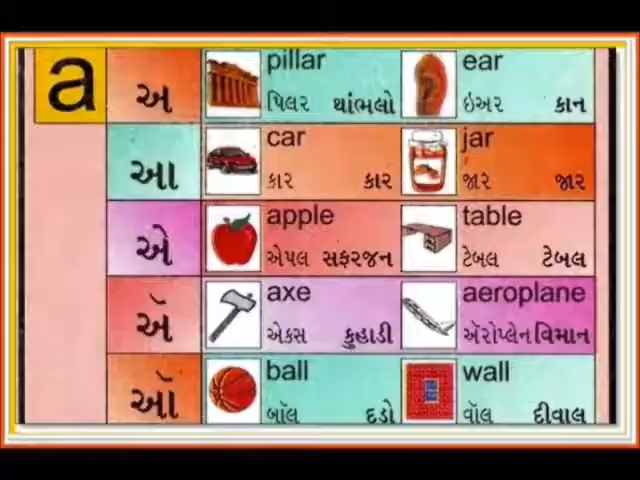 a અ pillar પિલર થાંભલો ear ઇઅર કાન
આ car કાર કાર jar જાર જાર
એ apple એપલ સફરજન table ટેબલ ટેબલ
ઍ axe એકસ કુહાડી aeroplane ઍરોપ્લેન વિમાન
ઑ ball બૉલ દડો wall વૉલ દીવાલ